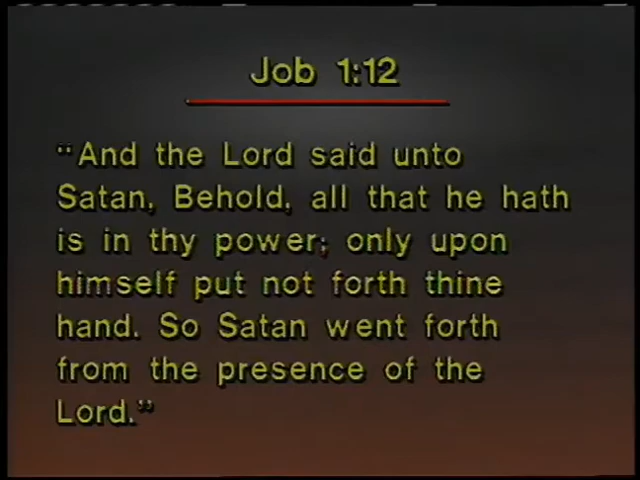 Job 1:12
"And the Lord said unto
Satan, Behold, all that he hath
is in thy power; only upon
himself put not forth thine
hand. So Satan went forth
from the presence of the
Lord."